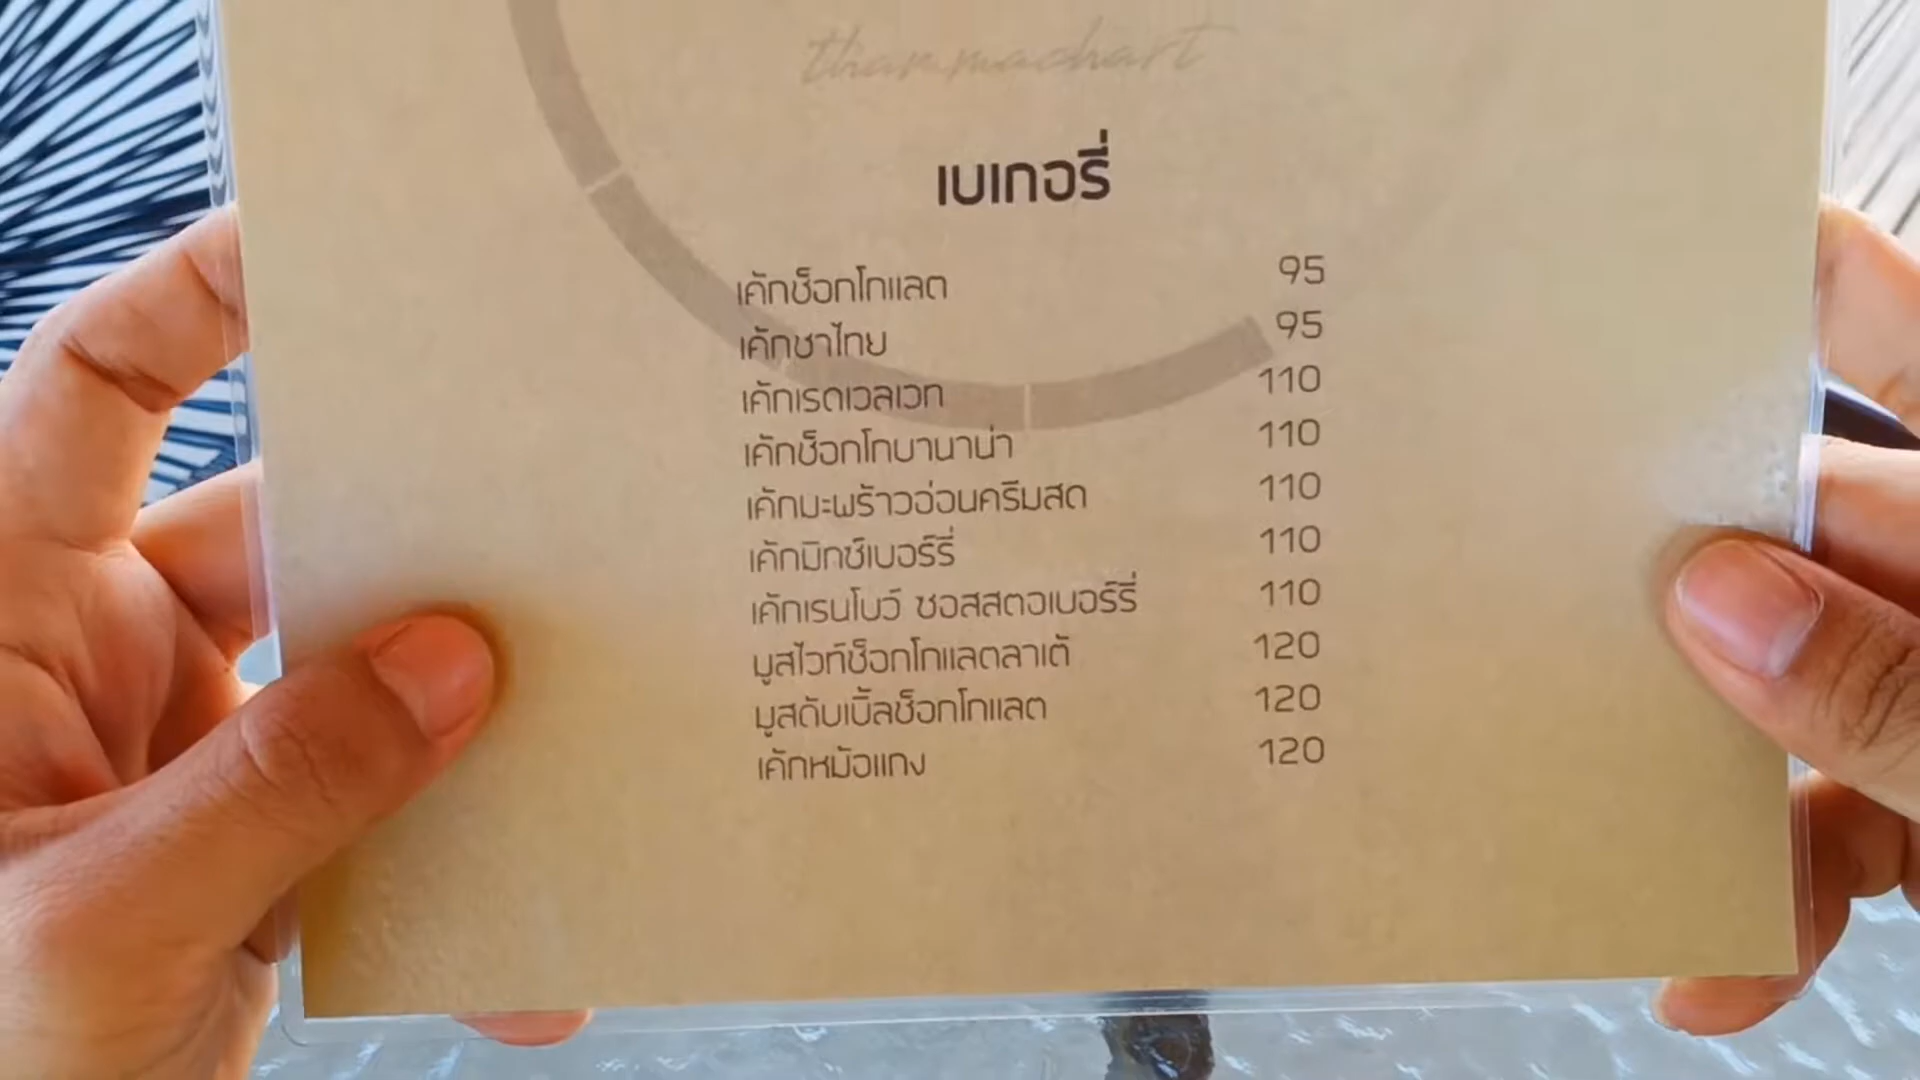 thammachart
เบเกอรี่
เค้กช็อกโกแลต 95
เค้กชาไทย 95
เค้กเรดเวลเวท 110
เค้กช็อกโกบานาน่า 110
เค้กมะพร้าวอ่อนครีมสด 110
เค้กมิกซ์เบอร์รี่ 110
เค้กเรนโบว์ ซอสสตอเบอร์รี่ 110
มูสไวท์ช็อกโกแลตลาเต้ 120
มูสดับเบิ้ลช็อกโกแลต 120
เค้กหม้อแกง 120